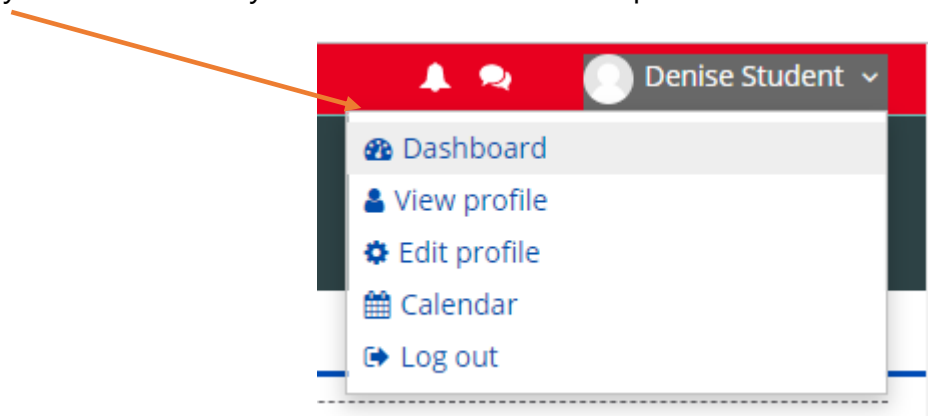 Denise Student
Dashboard
View profile
Edit profile
Calendar
Log out